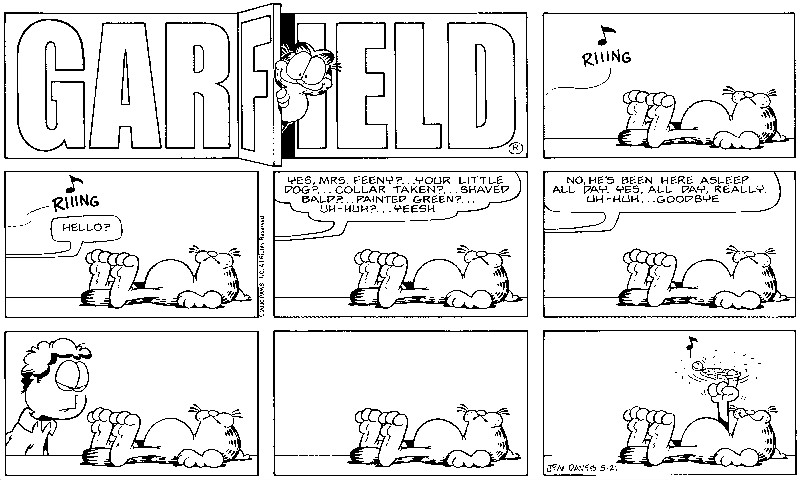 GARFIELD
®
RIIING
RIIING
HELLO?
YES, MRS. FEENY?...YOUR LITTLE
DOG?...COLLAR TAKEN?...SHAVED
BALD?...PAINTED GREEN?...
UH-HUH?...YEESH
NO, HE'S BEEN HERE ASLEEP
ALL DAY. YES, ALL DAY, REALLY.
UH-HUH...GOODBYE
JIM DAVIS 5-2